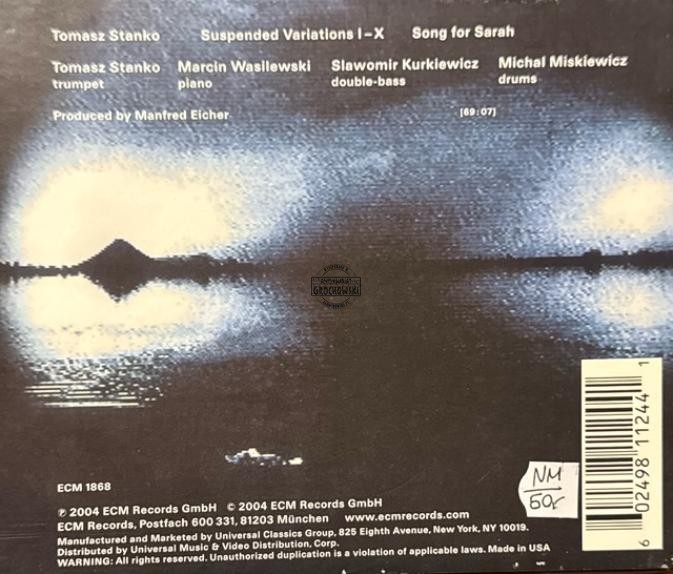 Tomasz Stanko Suspended Variations I–X Song for Sarah
Tomasz Stanko Marcin Wasilewski Slawomir Kurkiewicz Michal Miskiewicz
trumpet piano double-bass drums
Produced by Manfred Eicher [69:07]
GROCHOWSKI
ECM 1868
℗ 2004 ECM Records GmbH © 2004 ECM Records GmbH
ECM Records, Postfach 600 331, 81203 München www.ecmrecords.com
Manufactured and Marketed by Universal Classics Group, 825 Eighth Avenue, New York, NY 10019.
Distributed by Universal Music & Video Distribution, Corp.
WARNING: All rights reserved. Unauthorized duplication is a violation of applicable laws. Made in USA
NM
6 02498 11244 1